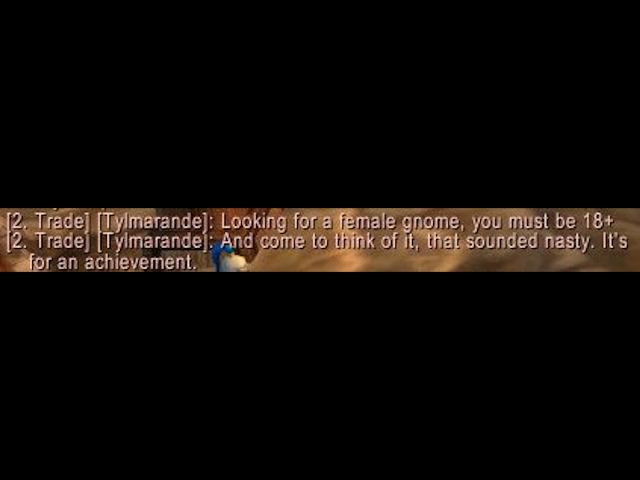 [2. Trade] [Tylmarande]: Looking for a female gnome, you must be 18+
[2. Trade] [Tylmarande]: And come to think of it, that sounded nasty. It's
for an achievement.